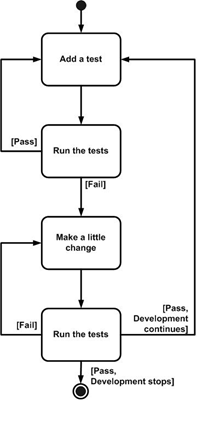 Add a test
[Pass]
Run the tests
[Fail]
Make a little
change
[Fail]
Run the tests
[Pass,
Development
continues]
[Pass,
Development stops]